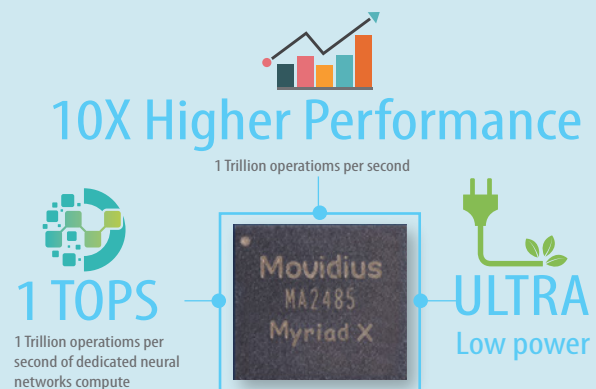 10X Higher Performance
1 Trillion operatioms per second
Movidius
MA2485
Myriad X
1 TOPS
1 Trillion operatioms per
second of dedicated neural
networks compute
ULTRA
Low power